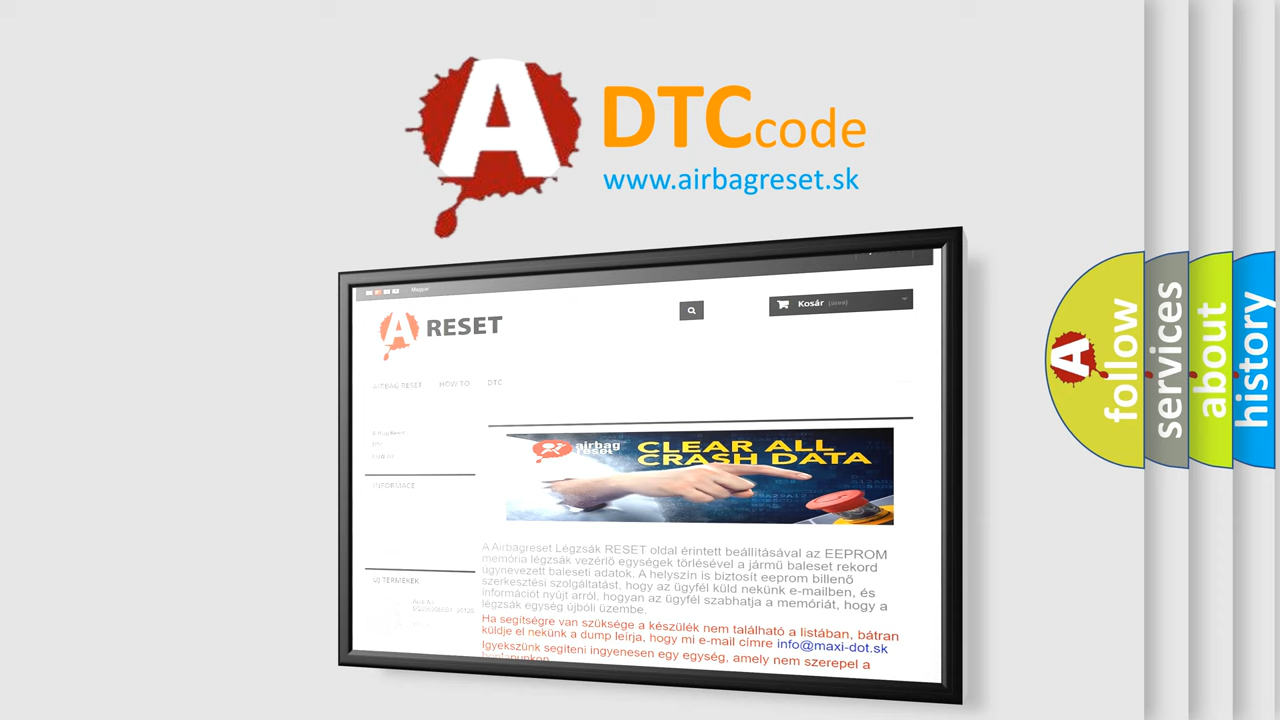 A
DTCcode
www.airbagreset.sk
Magyar
A RESET
Kosár (üres)
AIRBAG RESET HOW TO DTC
INFORMACE
airbag
reset
CLEAR ALL
CRASH DATA
A Airbagreset Légzsák RESET oldal érintett beállításával az EEPROM
memória légzsák vezérlő egységek törlésével a jármű baleset rekord
úgynevezett baleseti adatok. A helyszín is biztosít eeprom billenő
szerkesztési szolgáltatást, hogy az ügyfél küld nekünk e-mailben, és
információt nyújt arról, hogyan az ügyfél szabhatja a memóriát, hogy a
légzsák egység újbóli üzembe.
Ha segítségre van szüksége a készülék nem található a listában, bátran
küldje el nekünk a dump leírja, hogy mi e-mail címre info@maxi-dot.sk
Igyekszünk segíteni ingyenesen egy egység, amely nem szerepel a
ÚJ TERMÉKEK
A
follow
services
about
history